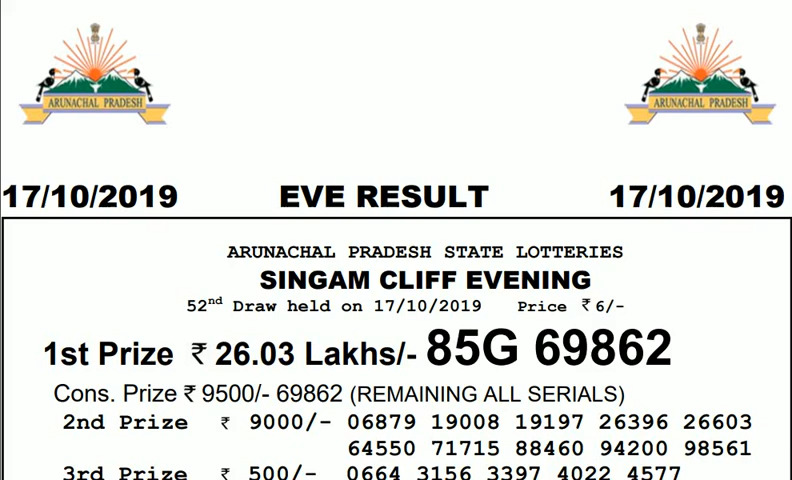 ARUNACHAL PRADESH ARUNACHAL PRADESH
17/10/2019 EVE RESULT 17/10/2019
ARUNACHAL PRADESH STATE LOTTERIES
SINGAM CLIFF EVENING
52nd Draw held on 17/10/2019 Price ₹ 6/-
1st Prize ₹ 26.03 Lakhs/- 85G 69862
Cons. Prize ₹ 9500/- 69862 (REMAINING ALL SERIALS)
2nd Prize ₹ 9000/- 06879 19008 19197 26396 26603
64550 71715 88460 94200 98561
3rd Prize ₹ 500/- 0664 3156 3397 4022 4577